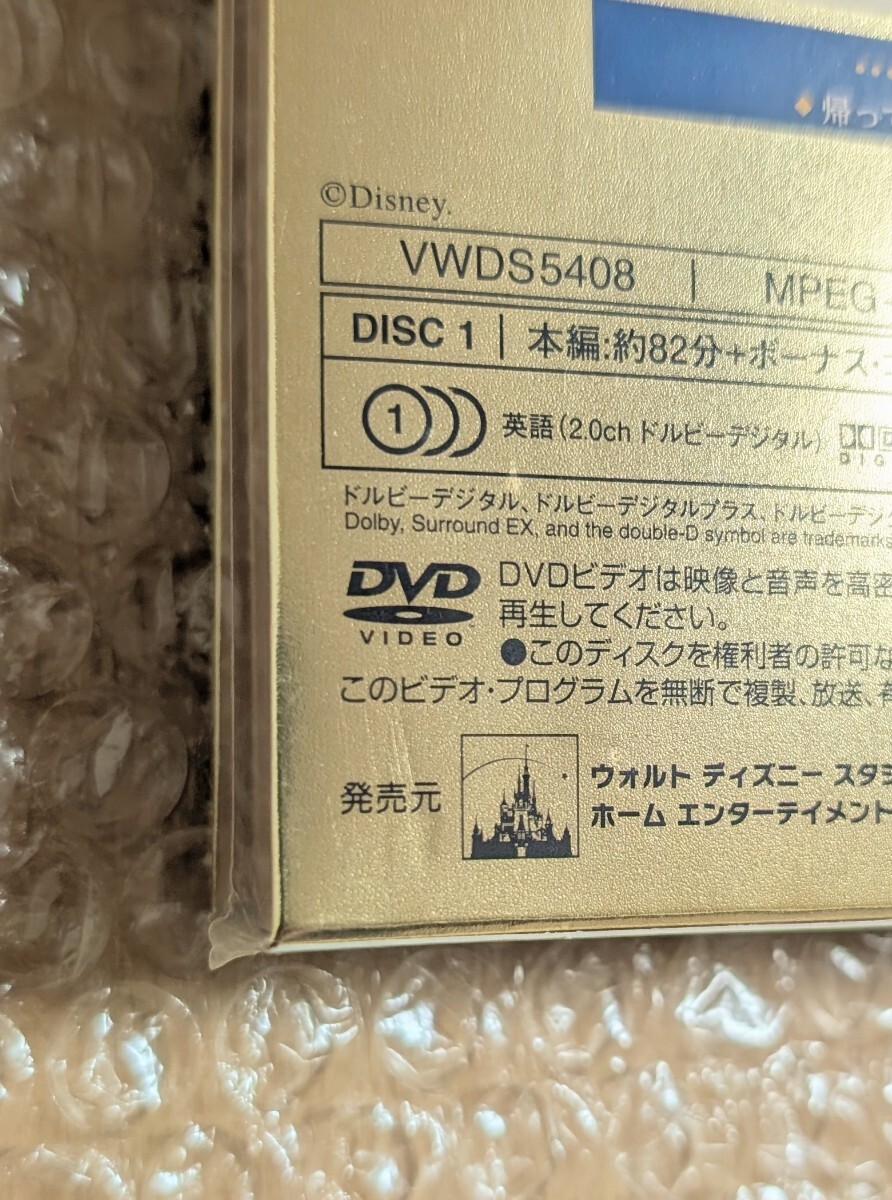 帰っ
©Disney.
VWDS5408 | MPEG
DISC 1 | 本編:約82分+ボーナス・
1 英語(2.0ch ドルビーデジタル)
DIG
ドルビーデジタル、ドルビーデジタルプラス、ドルビーデジ
Dolby, Surround EX, and the double-D symbol are trademarks
DVD
VIDEO
DVDビデオは映像と音声を高密
再生してください。
●このディスクを権利者の許可な
このビデオ・プログラムを無断で複製、放送、
発売元
ウォルト ディズニー スタ
ホーム エンターテイメント